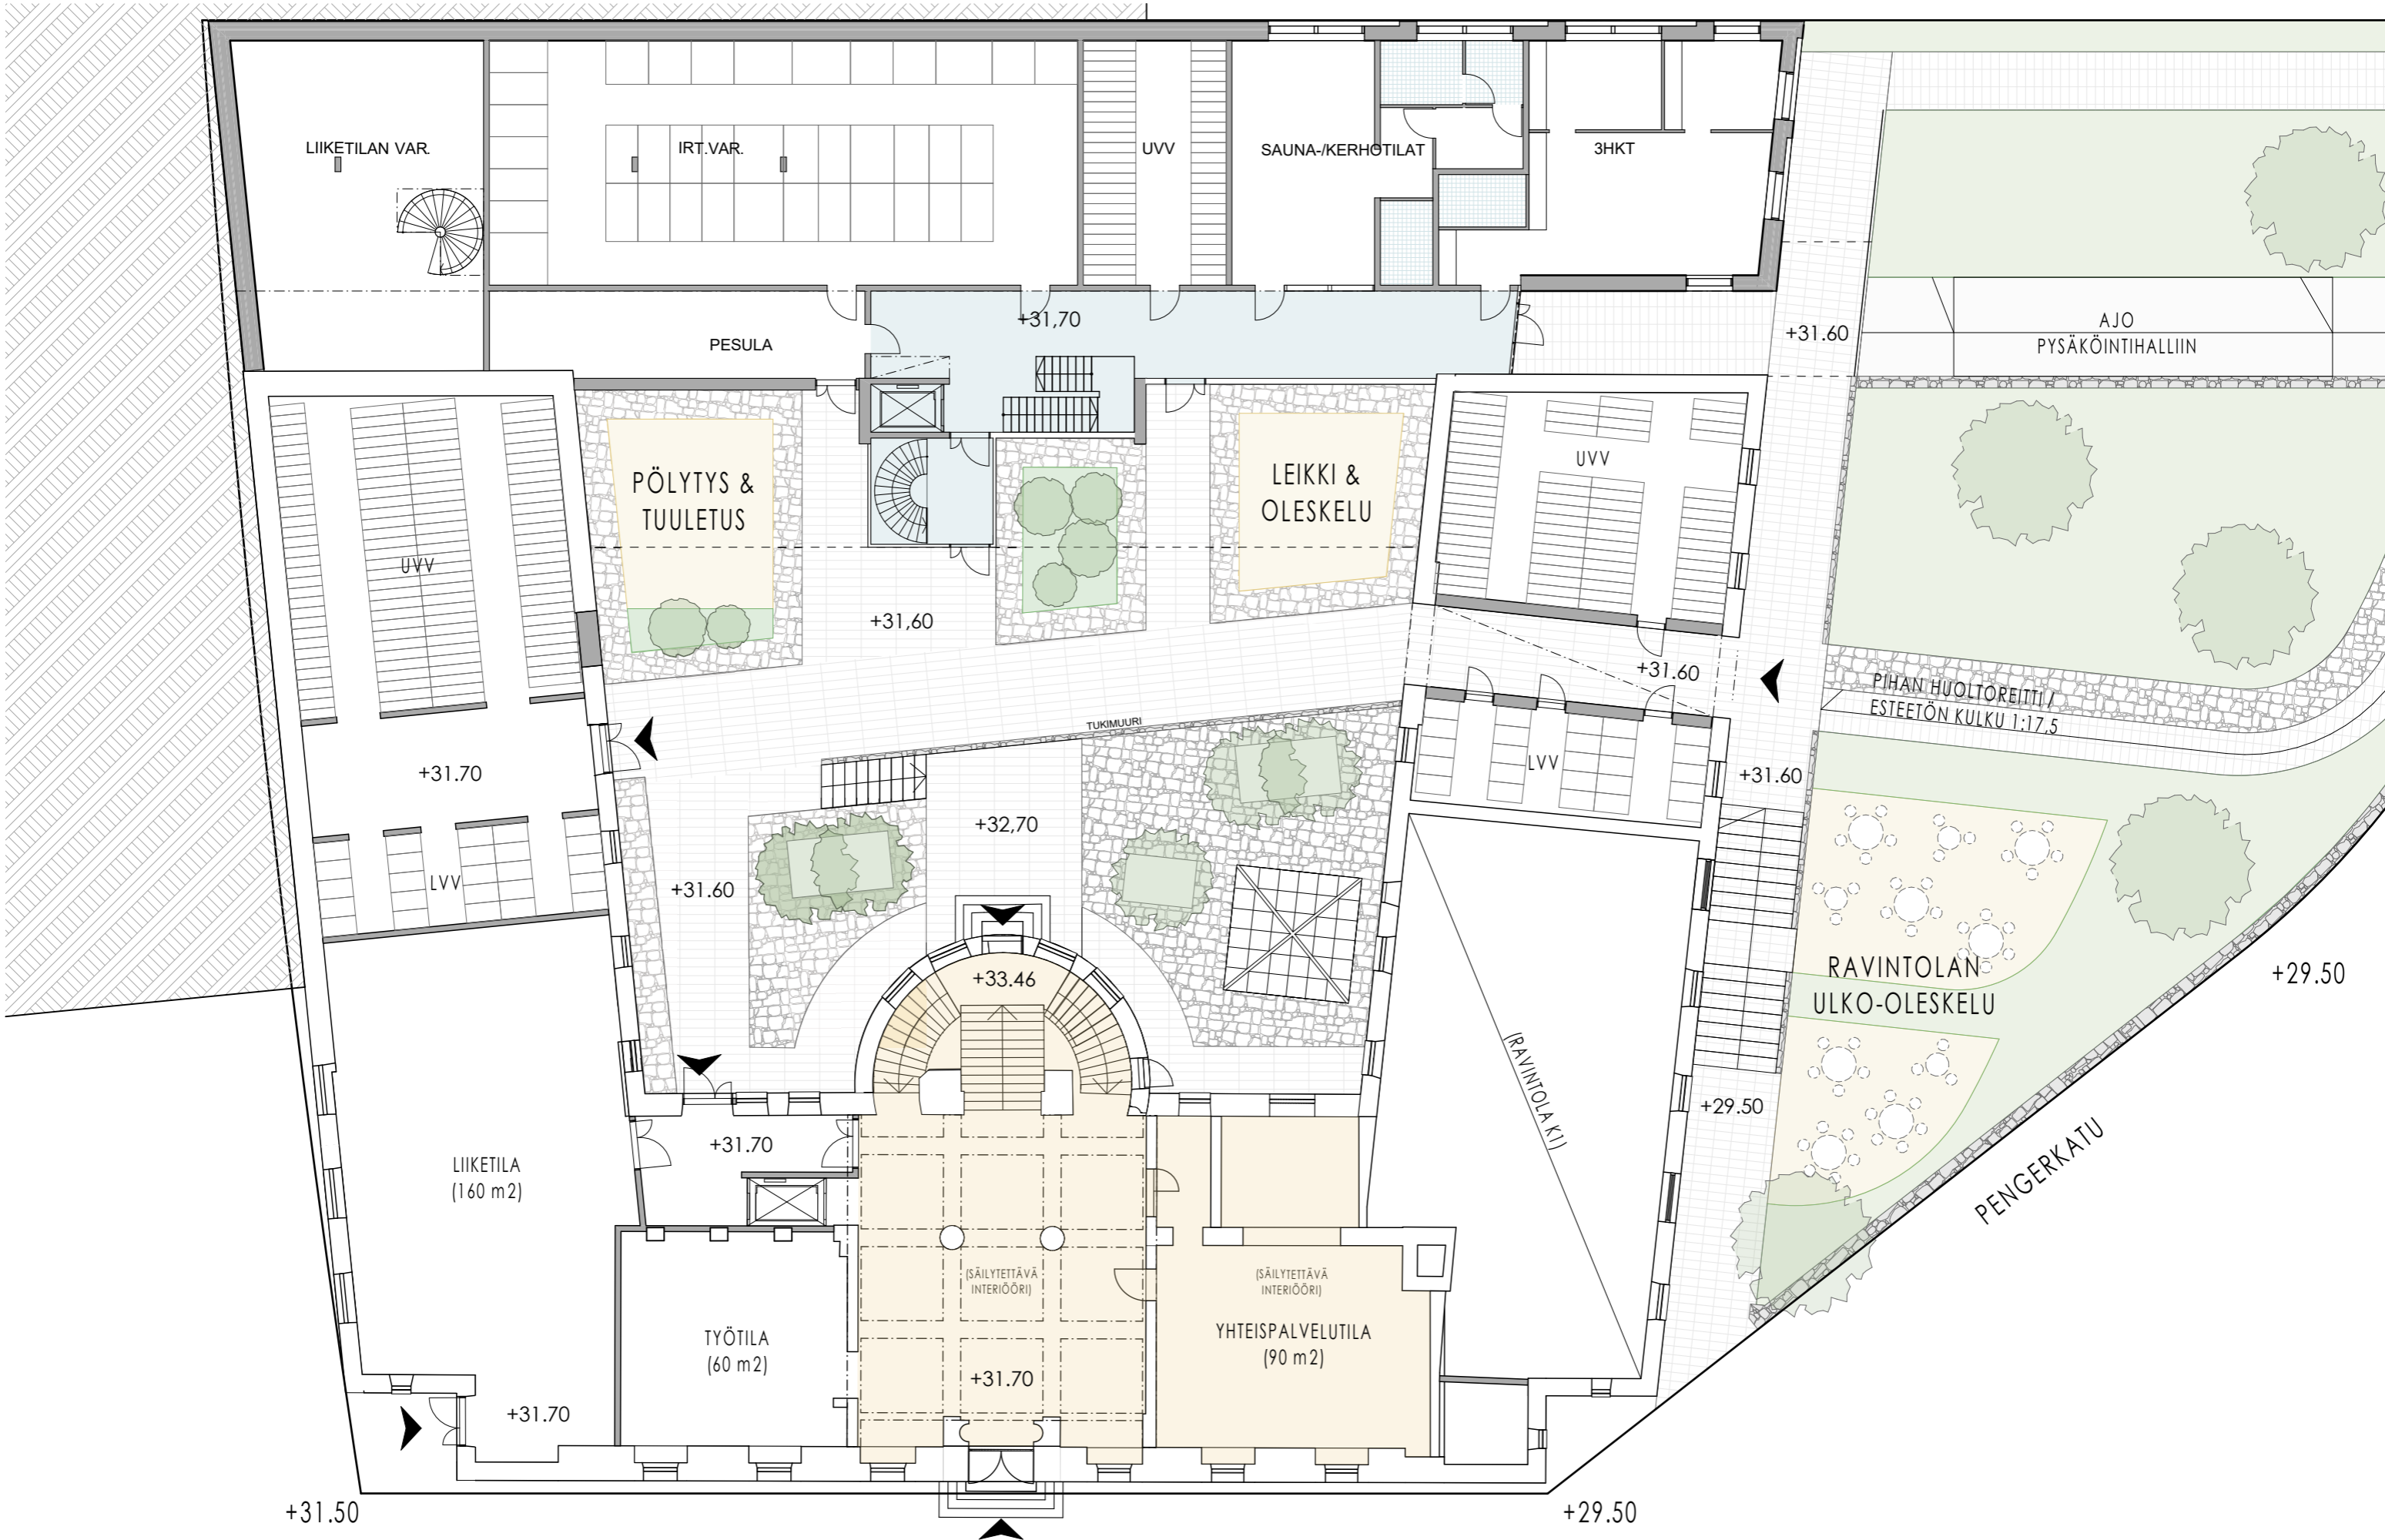 LIIKETILAN VAR.
IRT.VAR.
UVV
SAUNA-/KERHOTILAT
3HKT
+31,70
PESULA
+31.60
AJO
PYSÄKÖINTIHALLIIN
PÖLYTYS &
TUULETUS
LEIKKI &
OLESKELU
UVV
UVV
+31,60
+31.60
PIHAN HUOLTOREITTI /
ESTEETÖN KULKU 1:17,5
TUKIMUURI
+31.70
LVV
+31.60
+32,70
LVV
+31.60
+33.46
RAVINTOLAN
ULKO-OLESKELU
+29.50
(RAVINTOLA K1)
+29.50
PENGERKATU
+31.70
LIIKETILA
(160 m2)
(SÄILYTETTÄVÄ
INTERIÖÖRI)
(SÄILYTETTÄVÄ
INTERIÖÖRI)
TYÖTILA
(60 m2)
YHTEISPALVELUTILA
(90 m2)
+31.70
+31.70
+31.50
+29.50